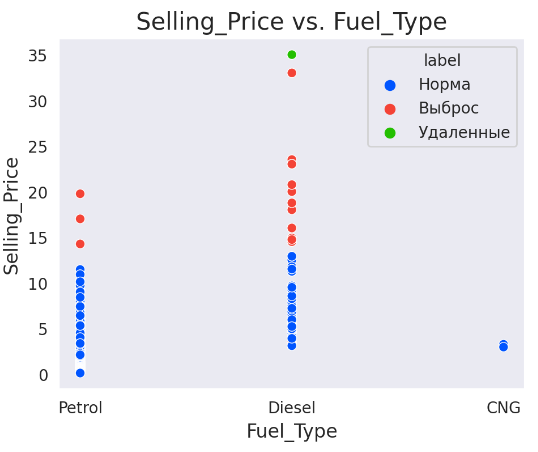 Selling_Price vs. Fuel_Type
label
Норма
Выброс
Удаленные
Selling_Price
35
30
25
20
15
10
5
0
Petrol Diesel CNG
Fuel_Type